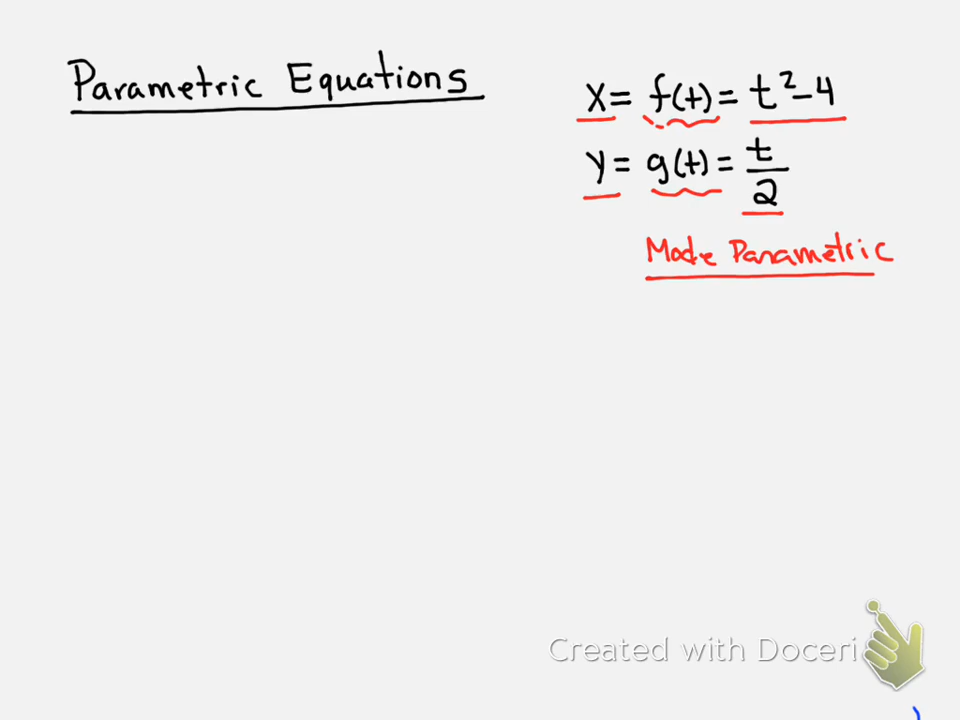 Parametric Equations
x = f(t) = t²-4
y = g(t) = t/2
Mode Parametric
Created with Doceri